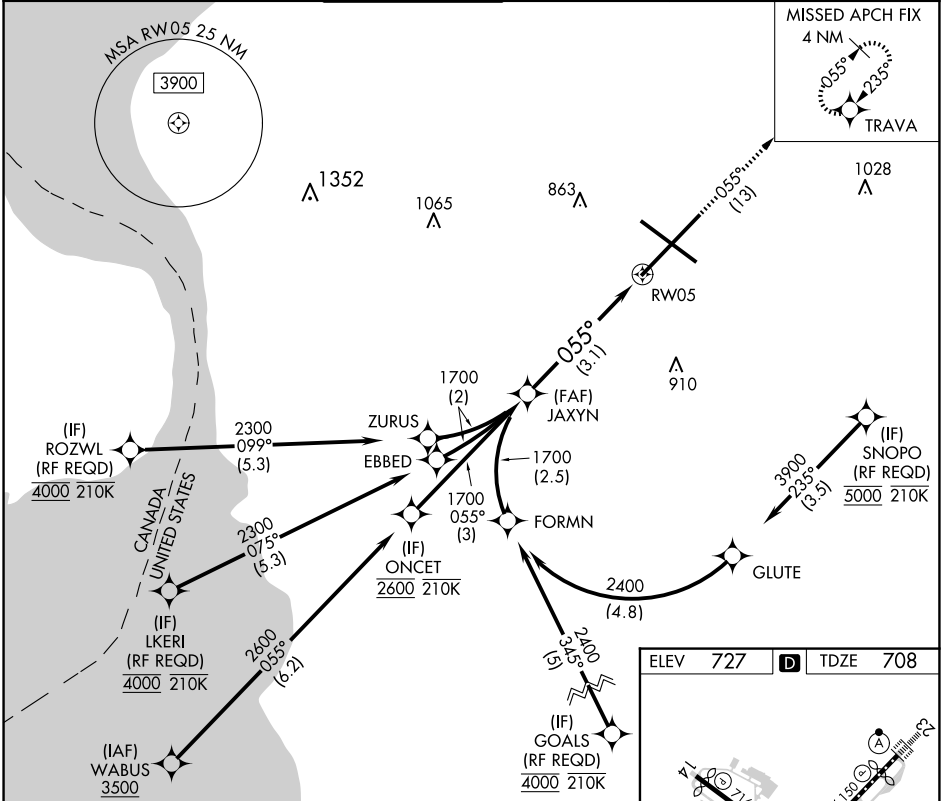 MSA RW05 25 NM
3900
MISSED APCH FIX
4 NM
055°
235°
TRAVA
1352
1065
863
1028
055°
(13)
RW05
055°
(3.1)
910
1700
(2)
(FAF)
JAXYN
ZURUS
EBBED
(IF)
ROZWL
(RF REQD)
4000 210K
2300
099°
(5.3)
1700
(2.5)
1700
055°
(3)
FORMN
(IF)
SNOPO
(RF REQD)
5000 210K
3900
235°
(3.5)
CANADA
UNITED STATES
2300
075°
(5.3)
(IF)
ONCET
2600 210K
GLUTE
2400
(4.8)
(IF)
LKERI
(RF REQD)
4000 210K
2600
055°
(6.2)
2400
345°
(5)
(IF)
GOALS
(RF REQD)
4000 210K
(IAF)
WABUS
3500
ELEV 727 D TDZE 708
A
23
14
P
P
150